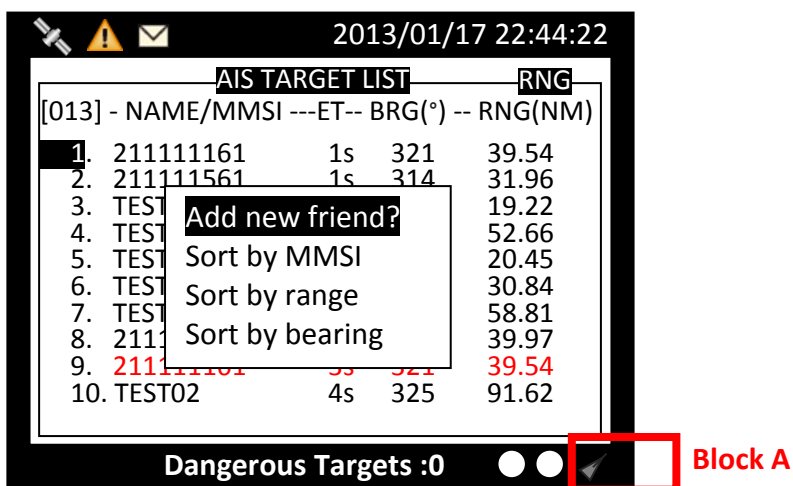 2013/01/17 22:44:22
AIS TARGET LIST RNG
[013] - NAME/MMSI ---ET-- BRG(°) -- RNG(NM)
1. 211111161 1s 321 39.54
2. 211111561 1s 314 31.96
3. TEST 19.22
4. TEST 52.66
5. TEST 20.45
6. TEST 30.84
7. TEST 58.81
8. 2111 39.97
9. 211111161 3s 321 39.54
10. TEST02 4s 325 91.62
Add new friend?
Sort by MMSI
Sort by range
Sort by bearing
Dangerous Targets :0
Block A